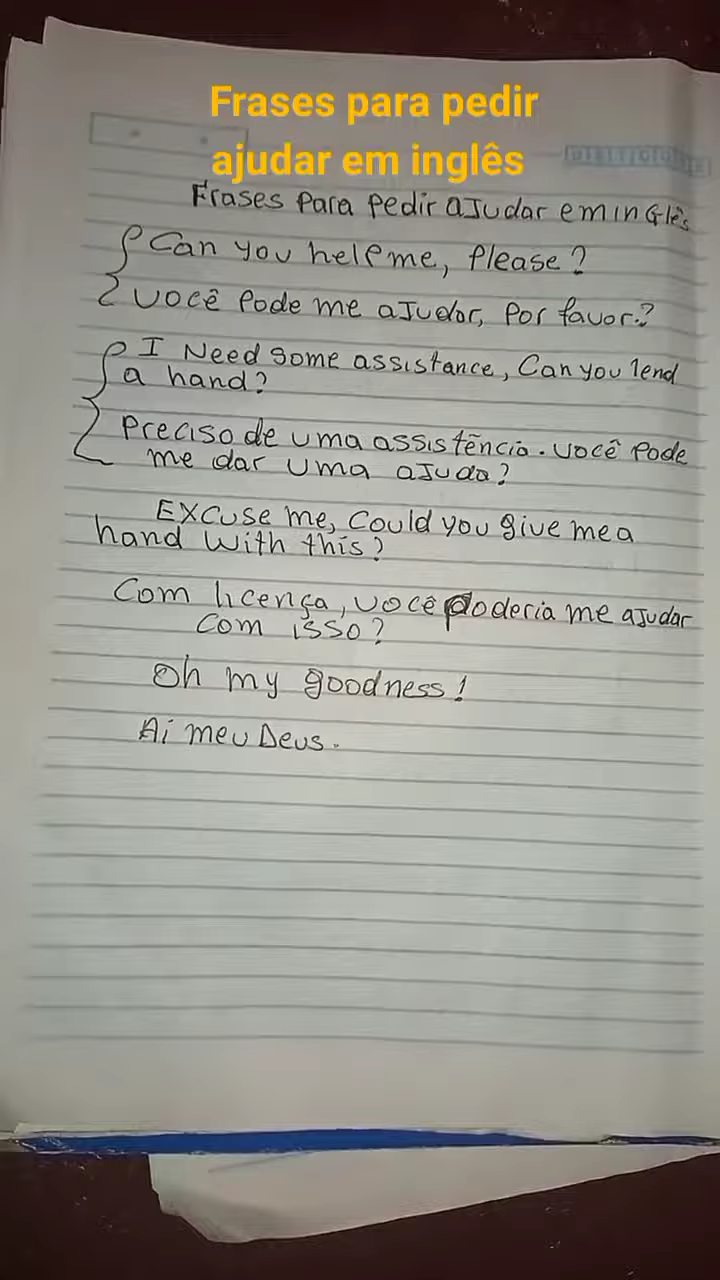 Frases para pedir
ajudar em inglês
Frases para pedir ajudar em inglês
Can you help me, please?
você pode me ajudar, por favor.?
I Need some assistance, Can you lend
a hand?
Preciso de uma assistência. você pode
me dar uma ajuda?
Excuse me, Could you give me a
hand with this?
Com licença, você poderia me ajudar
com isso?
Oh my goodness!
Ai meu Deus.